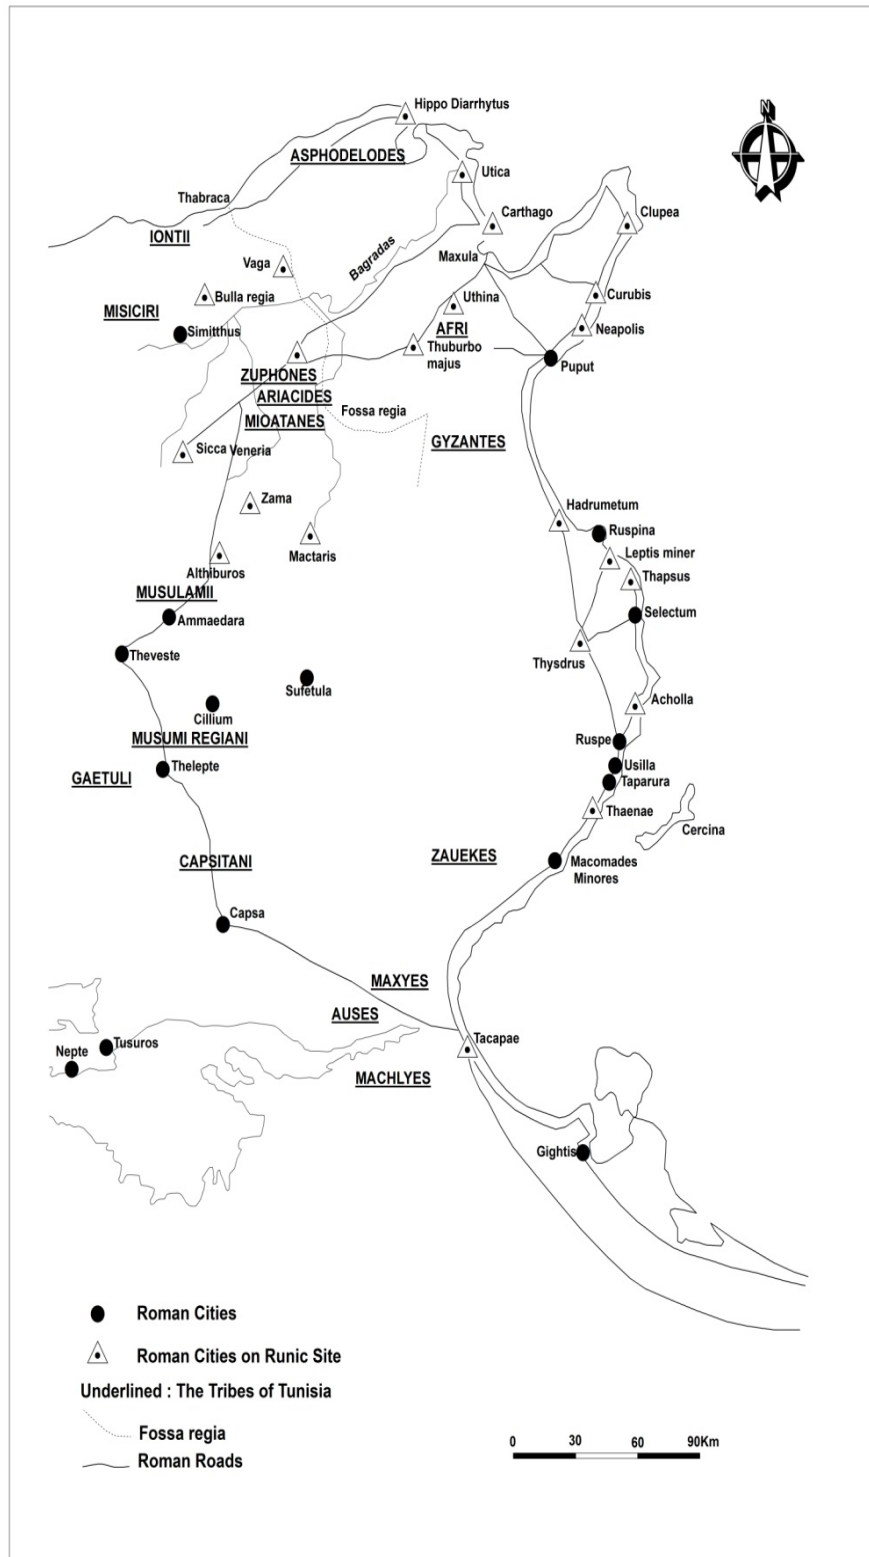 N
Hippo Diarrhytus
ASPHODELODES
Utica
Thabraca
Carthago
Clupea
IONTII
Bagradas
Maxula
Vaga
Bulla regia
Uthina
Curubis
MISICIRI
Simitthus
AFRI
Neapolis
Thuburbo
majus
Puput
ZUPHONES
ARIACIDES
Fossa regia
MIOATANES
GYZANTES
Sicca Veneria
Zama
Hadrumetum
Ruspina
Mactaris
Leptis miner
Althiburos
Thapsus
MUSULAMII
Ammaedara
Selectum
Theveste
Thysdrus
Sufetula
Acholla
Cillium
MUSUMI REGIANI
Ruspe
Thelepte
Usilla
GAETULI
Taparura
Thaenae
Cercina
CAPSITANI
ZAUEKES
Macomades
Minores
Capsa
MAXYES
AUSES
Tacapae
Tusuros
Nepte
MACHLYES
Gightis
Roman Cities
Roman Cities on Runic Site
Underlined : The Tribes of Tunisia
Fossa regia
Roman Roads
0 30 60 90Km